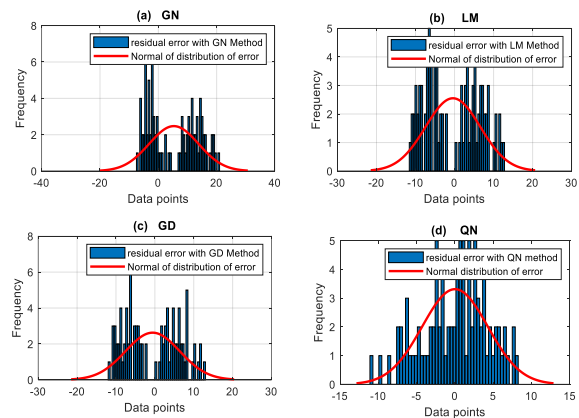 (a) GN
8
6
4
2
0
Frequency
residual error with GN Method
Normal of distribution of error
-40 -20 0 20 40
Data points
(b) LM
5
4
3
2
1
0
Frequency
residual error with LM Method
Normal of distribution of error
-30 -20 -10 0 10 20 30
Data points
(c) GD
8
6
4
2
0
Frequency
residual error with GD Method
Normal of distribution of error
-30 -20 -10 0 10 20 30
Data points
(d) QN
5
4
3
2
1
0
Frequency
residual error with QN method
Normal distribution of error
-15 -10 -5 0 5 10 15
Data points